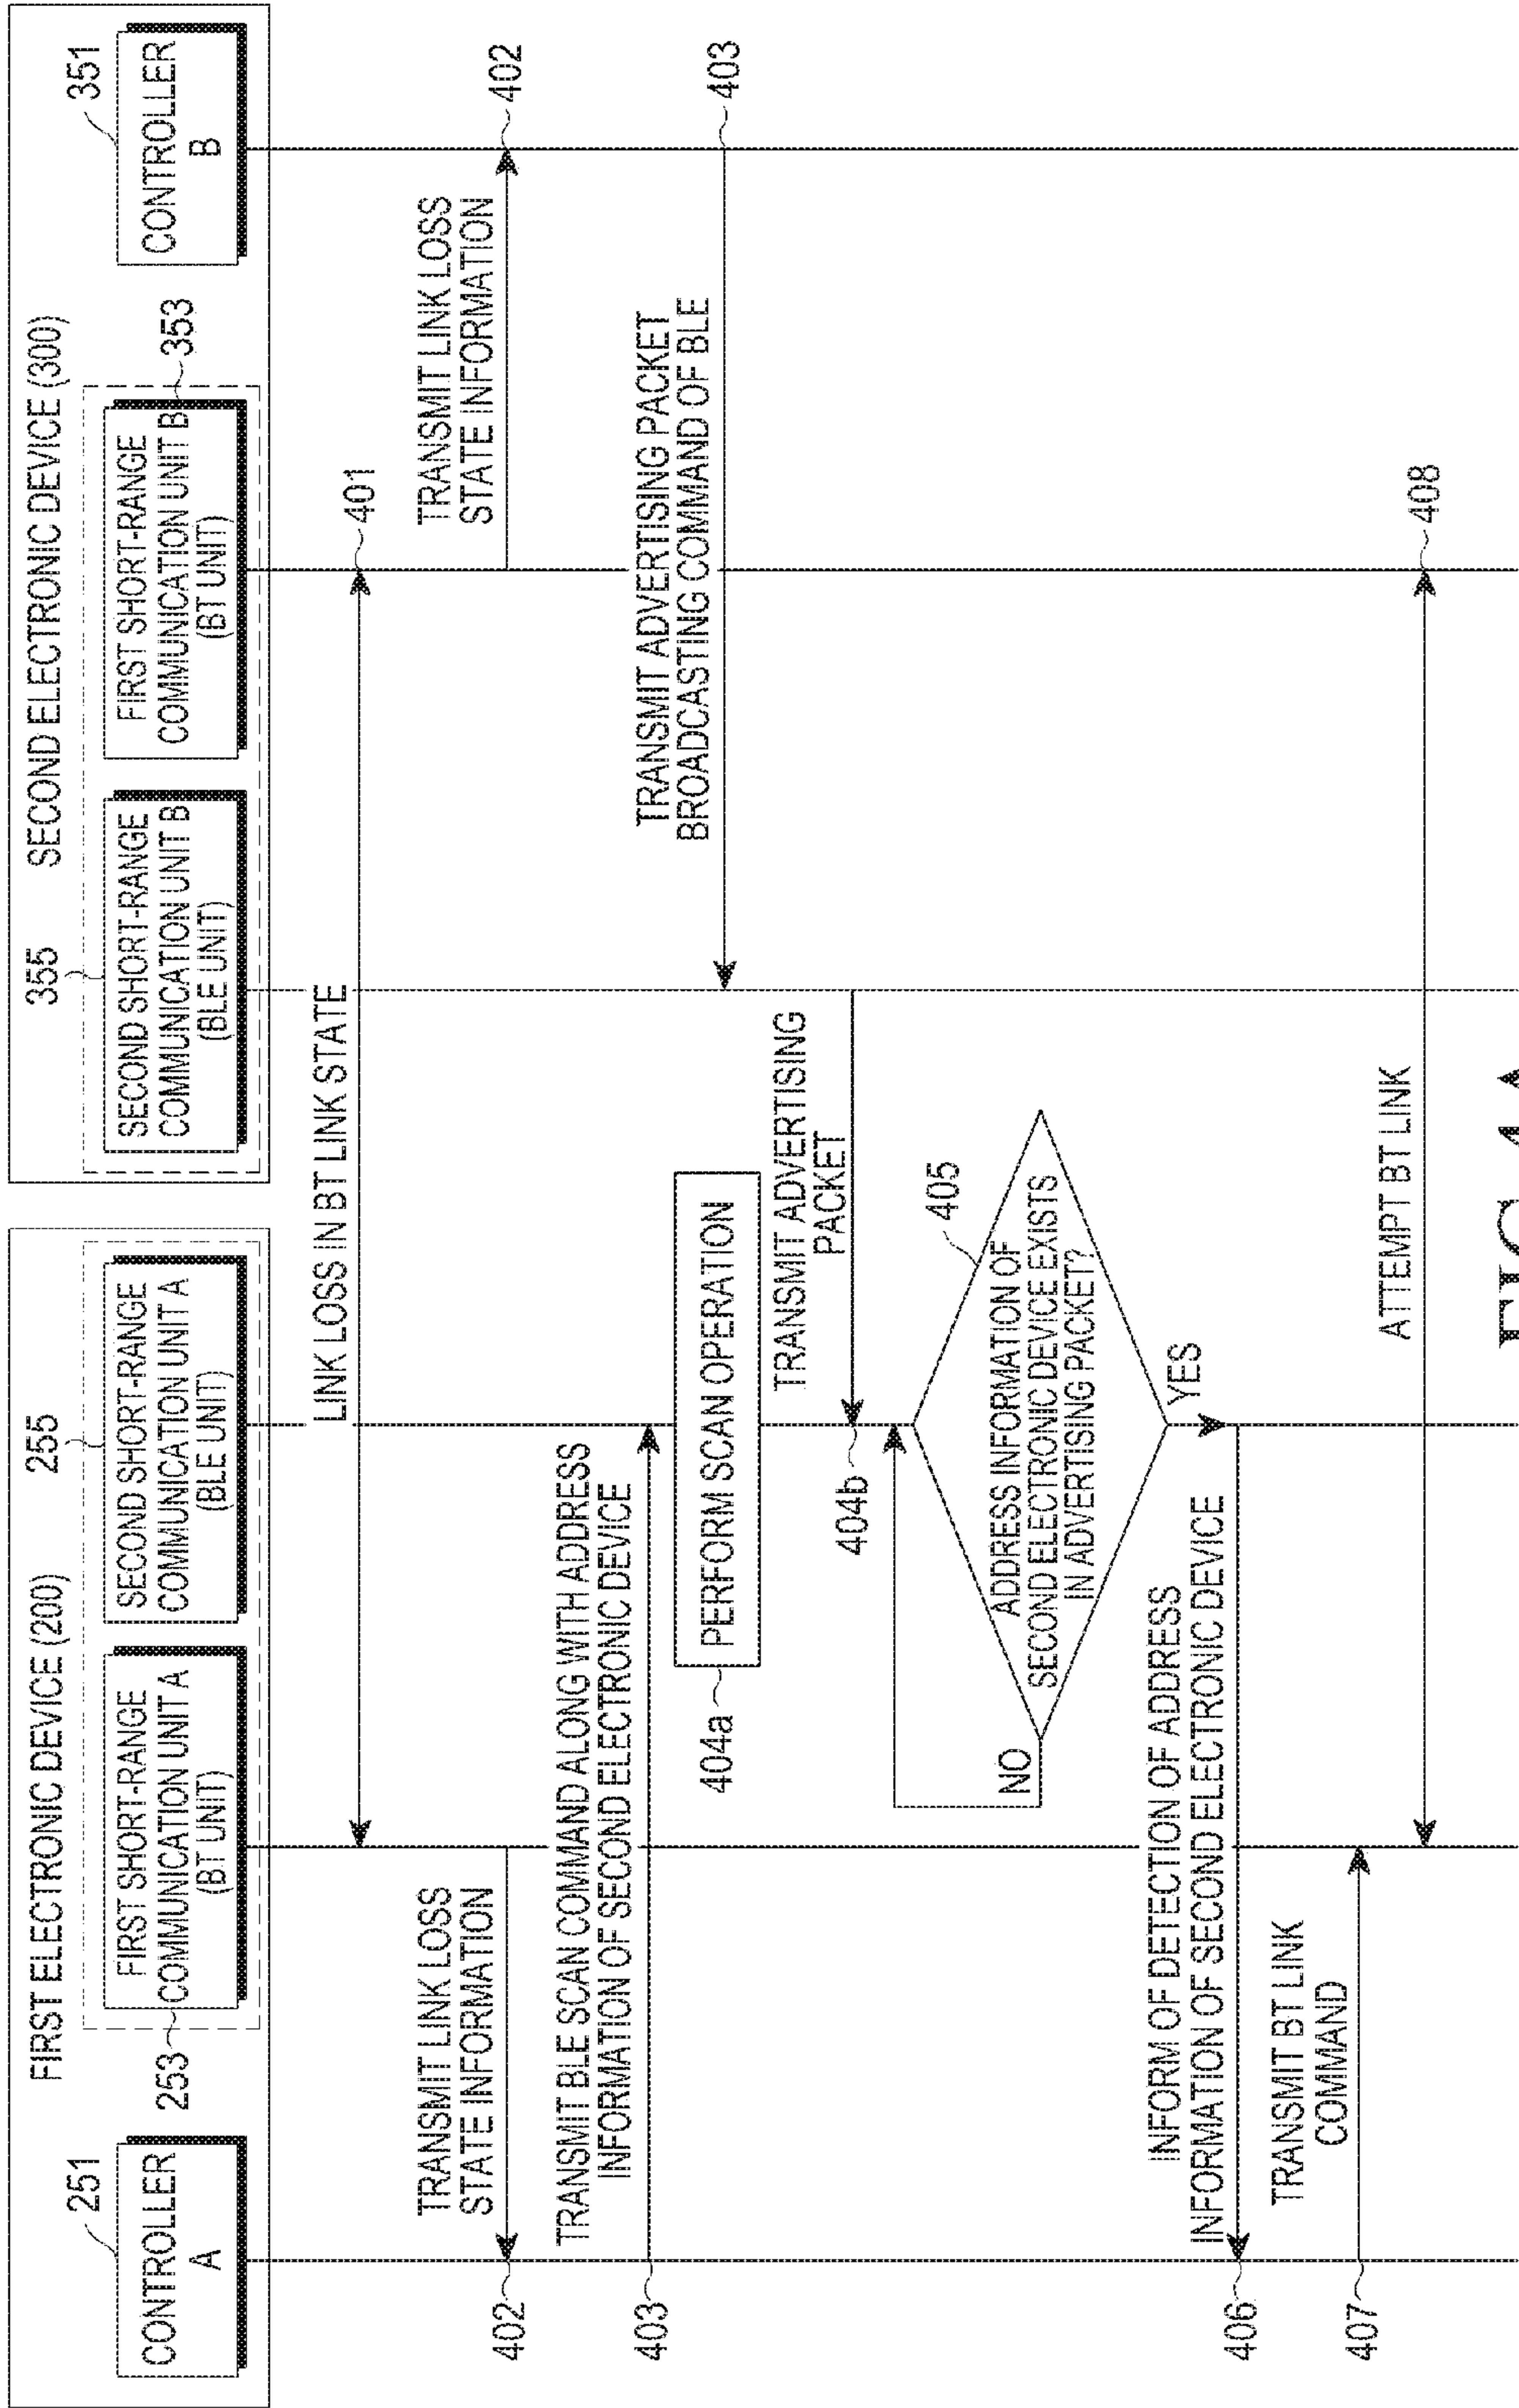 FIRST ELECTRONIC DEVICE (200)
SECOND ELECTRONIC DEVICE (300)
251
CONTROLLER
A
253
FIRST SHORT-RANGE
COMMUNICATION UNIT A
(BT UNIT)
255
SECOND SHORT-RANGE
COMMUNICATION UNIT A
(BLE UNIT)
355
SECOND SHORT-RANGE
COMMUNICATION UNIT B
(BLE UNIT)
353
FIRST SHORT-RANGE
COMMUNICATION UNIT B
(BT UNIT)
351
CONTROLLER
B
LINK LOSS IN BT LINK STATE
401
TRANSMIT LINK LOSS
STATE INFORMATION
402
TRANSMIT LINK LOSS
STATE INFORMATION
402
TRANSMIT BLE SCAN COMMAND ALONG WITH ADDRESS
INFORMATION OF SECOND ELECTRONIC DEVICE
403
TRANSMIT ADVERTISING PACKET
BROADCASTING COMMAND OF BLE
403
404a
PERFORM SCAN OPERATION
TRANSMIT ADVERTISING
PACKET
404b
405
ADDRESS INFORMATION OF
SECOND ELECTRONIC DEVICE EXISTS
IN ADVERTISING PACKET?
NO
YES
INFORM OF DETECTION OF ADDRESS
INFORMATION OF SECOND ELECTRONIC DEVICE
406
TRANSMIT BT LINK
COMMAND
407
ATTEMPT BT LINK
408